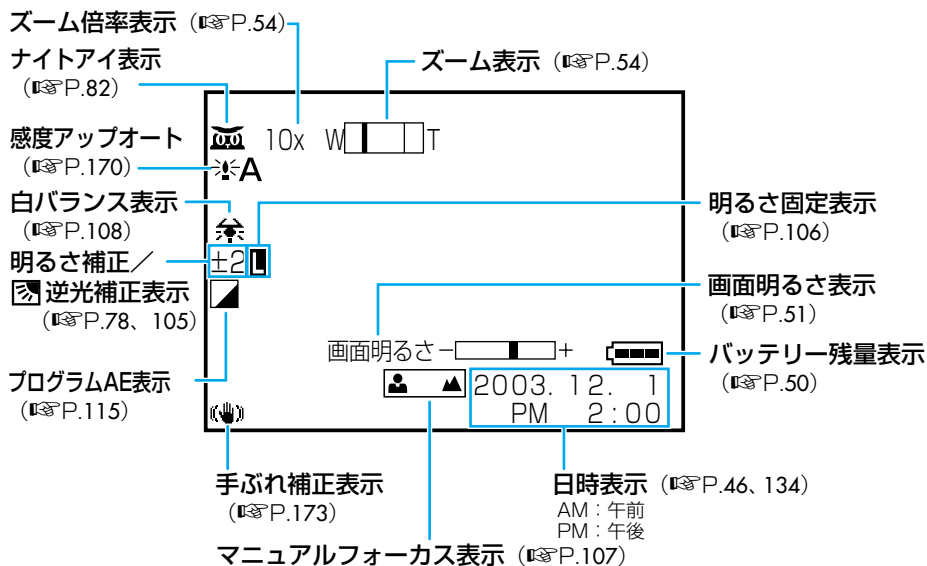 ズーム倍率表示（☞P.54）
ナイトアイ表示
（☞P.82）
ズーム表示（☞P.54）
感度アップオート
（☞P.170）
白バランス表示
（☞P.108）
明るさ補正／
逆光補正表示
（☞P.78、105）
プログラムAE表示
（☞P.115）
10x W T
A
±2 L
画面明るさ－ ＋
2003. 12. 1
PM 2:00
明るさ固定表示
（☞P.106）
画面明るさ表示
（☞P.51）
バッテリー残量表示
（☞P.50）
手ぶれ補正表示
（☞P.173）
日時表示（☞P.46、134）
AM：午前
PM：午後
マニュアルフォーカス表示（☞P.107）